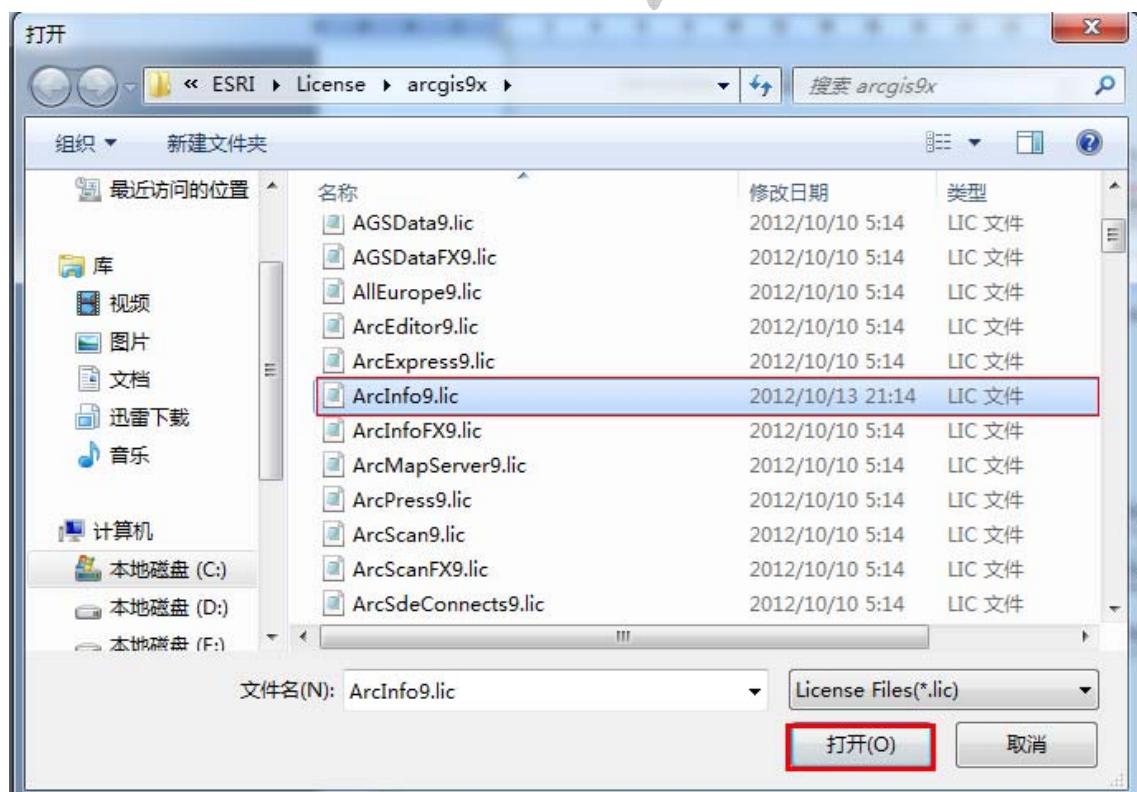 打开
« ESRI ▸ License ▸ arcgis9x ▸ 搜索 arcgis9x
组织 新建文件夹
最近访问的位置
库
视频
图片
文档
迅雷下载
音乐
计算机
本地磁盘 (C:)
本地磁盘 (D:)
本地磁盘 (E:)
名称 修改日期 类型
AGSData9.lic 2012/10/10 5:14 LIC 文件
AGSDataFX9.lic 2012/10/10 5:14 LIC 文件
AllEurope9.lic 2012/10/10 5:14 LIC 文件
ArcEditor9.lic 2012/10/10 5:14 LIC 文件
ArcExpress9.lic 2012/10/10 5:14 LIC 文件
ArcInfo9.lic 2012/10/13 21:14 LIC 文件
ArcInfoFX9.lic 2012/10/10 5:14 LIC 文件
ArcMapServer9.lic 2012/10/10 5:14 LIC 文件
ArcPress9.lic 2012/10/10 5:14 LIC 文件
ArcScan9.lic 2012/10/10 5:14 LIC 文件
ArcScanFX9.lic 2012/10/10 5:14 LIC 文件
ArcSdeConnects9.lic 2012/10/10 5:14 LIC 文件
文件名(N): ArcInfo9.lic License Files(*.lic)
打开(O) 取消